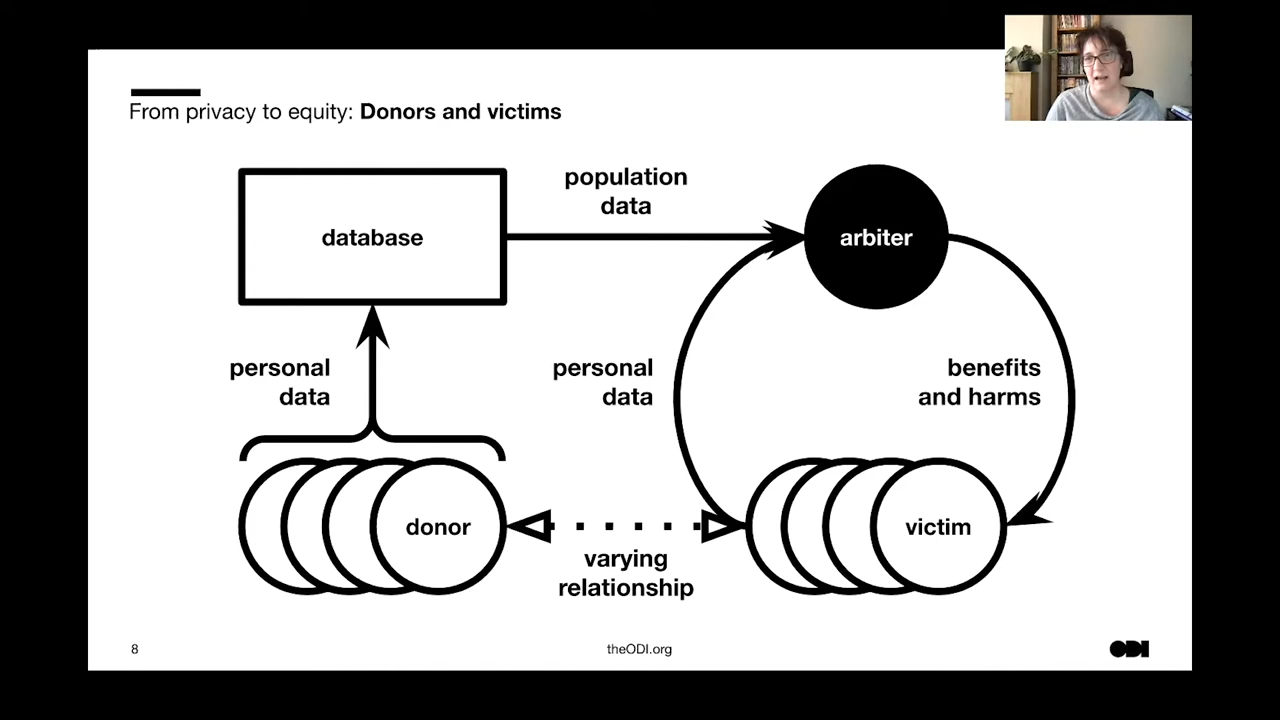 From privacy to equity: Donors and victims
population
data
database
arbiter
personal
data
personal
data
benefits
and harms
donor
victim
varying
relationship
8
theODI.org
ODI